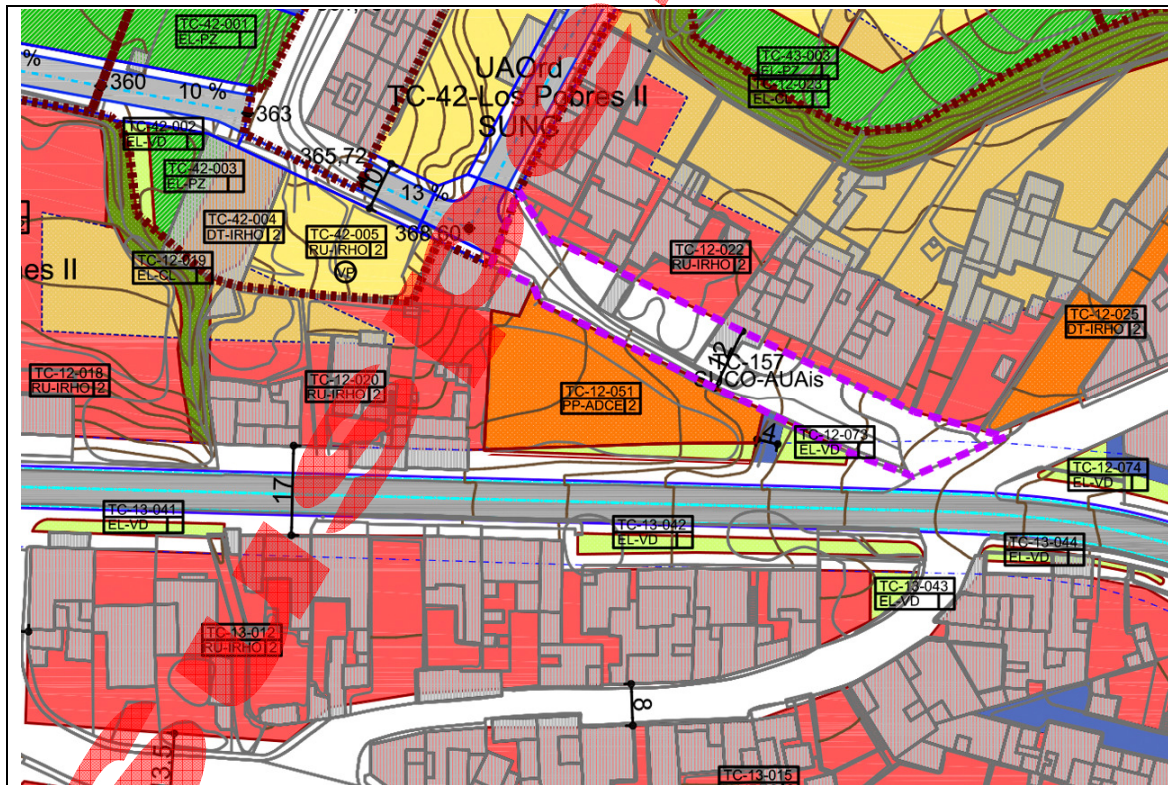 TC-42-001
EL-PZ
%
360
10 %
363
TC-43-003
EL-PZ
TC-12-023
EL-CL
UAOrd
TC-42-Los Pobres II
SUNC
TC-42-002
EL-VD
TC-42-003
EL-PZ
365,72
10
13 %
TC-42-004
DT-IRHO 2
TC-42-005
RU-IRHO 2
VP
368,60
TC-12-022
RU-IRHO 2
es II
TC-12-019
EL-CL
TC-12-025
DT-IRHO 2
TC-12-018
RU-IRHO 2
TC-12-020
RU-IRHO 2
12
TC-157
SUCO-AUAis
TC-12-051
PP-ADCE 2
4
TC-12-073
EL-VD
TC-12-074
EL-VD
17
TC-13-041
EL-VD
TC-13-042
EL-VD
TC-13-044
EL-VD
TC-13-043
EL-VD
TC-13-012
RU-IRHO 2
8
13,5
TC-13-015